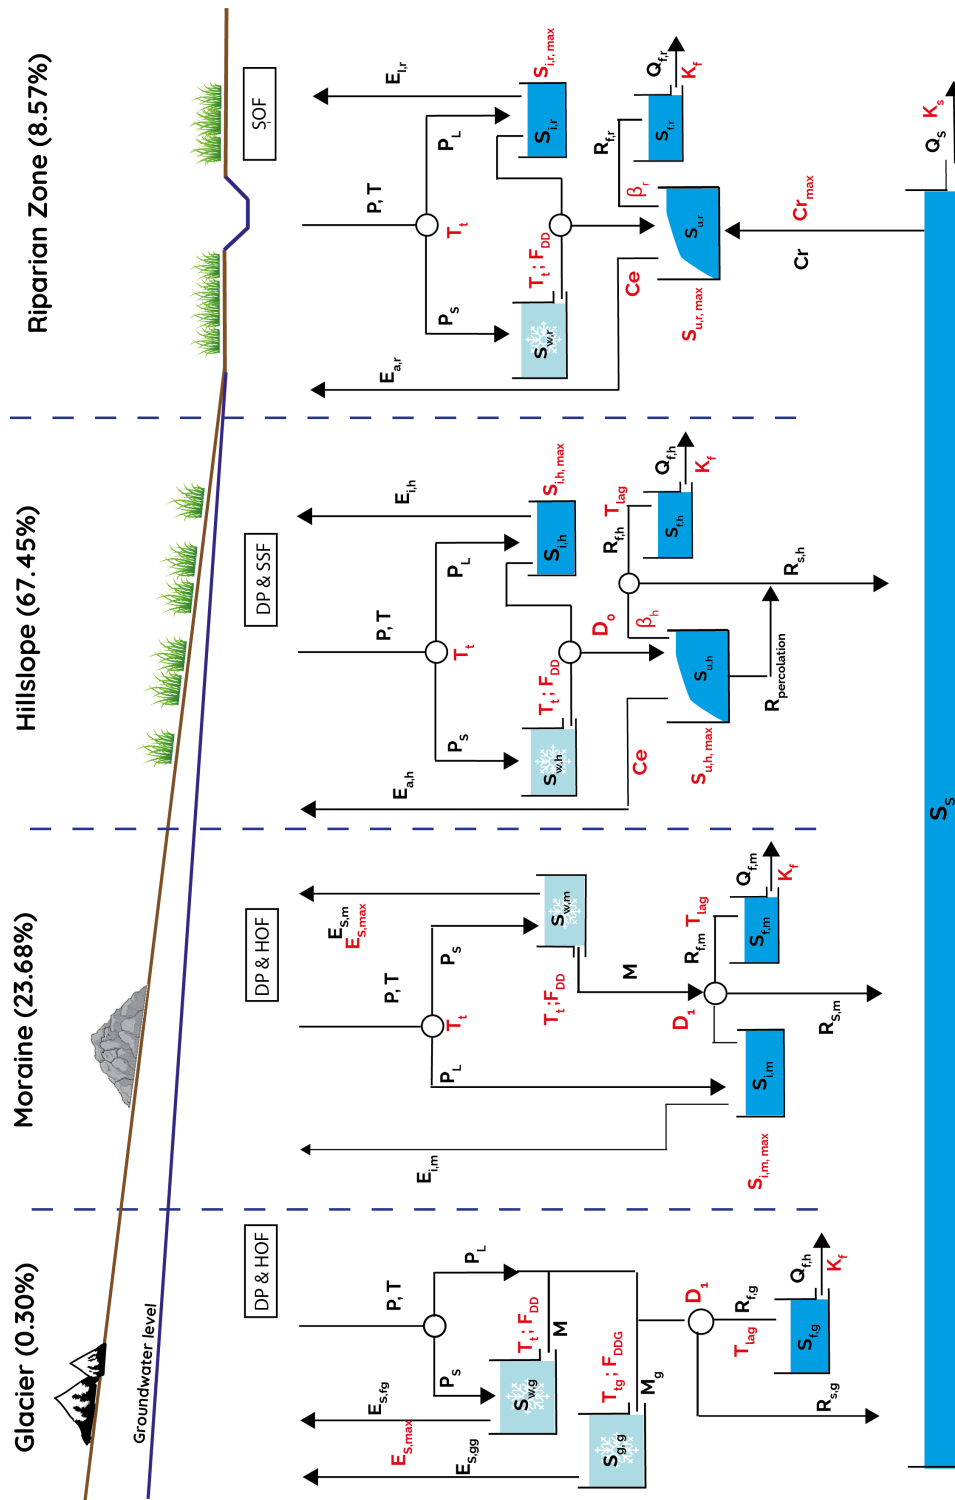 Glacier (0.30%)
Moraine (23.68%)
Hillslope (67.45%)
Riparian Zone (8.57%)
Groundwater level
DP & HOF
DP & HOF
DP & SSF
SOF
P, T
P_S
P_L
E_S,fg
E_S,max
E_S,gg
S_w,g
T_t ; F_DD
M
S_g,g
T_tg ; F_DDG
M_g
D_1
T_lag
R_f,g
S_f,g
Q_f,h
K_f
R_s,g
P, T
T_t
P_L
P_S
E_S,m
E_S,max
E_i,m
S_w,m
T_t ;F_DD
M
D_1
S_i,m
S_i,m, max
R_f,m
T_lag
S_f,m
Q_f,m
K_f
R_S,m
P, T
T_t
P_S
P_L
E_a,h
E_i,h
S_w,h
T_t ; F_DD
S_i,h
S_i,h, max
D_0
Ce
β_h
S_u,h
S_u,h, max
R_percolation
R_f,h
T_lag
S_f,h
Q_f,h
K_f
R_s,h
P, T
T_t
P_S
P_L
E_a,r
E_I,r
S_w,r
T_t ; F_DD
S_i,r
S_i,r, max
Ce
β_r
S_u,r
S_u,r, max
R_f,r
S_f,r
Q_f,r
K_f
Cr
Cr_max
S_s
Q_s
K_s